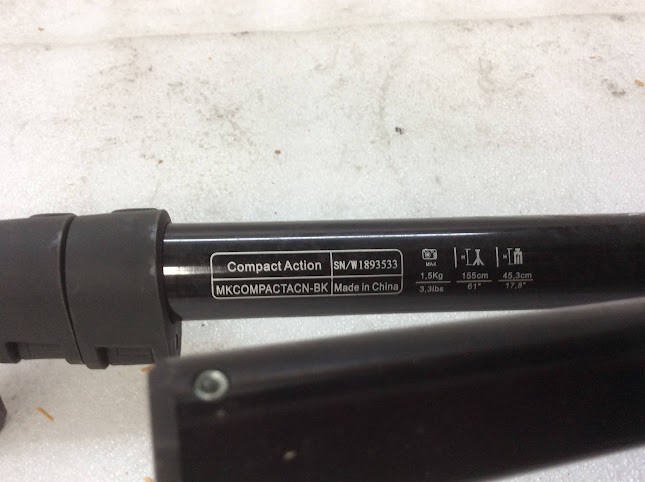 Compact Action
SN/W1893533
MKCOMPACTACN-BK
Made in China
MAX
1,5Kg
3,3lbs
155cm
61"
45,3cm
17,8"